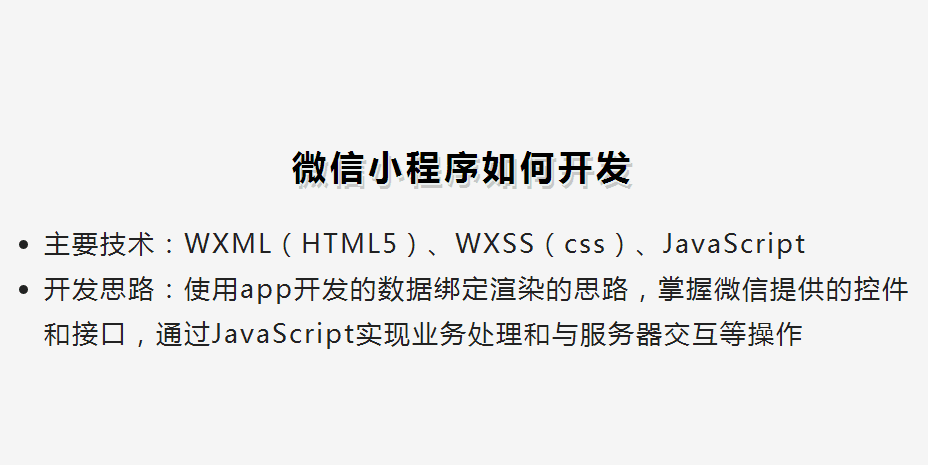 微信小程序如何开发
• 主要技术：WXML（HTML5）、WXSS（css）、JavaScript
• 开发思路：使用app开发的数据绑定渲染的思路，掌握微信提供的控件
和接口，通过JavaScript实现业务处理和与服务器交互等操作